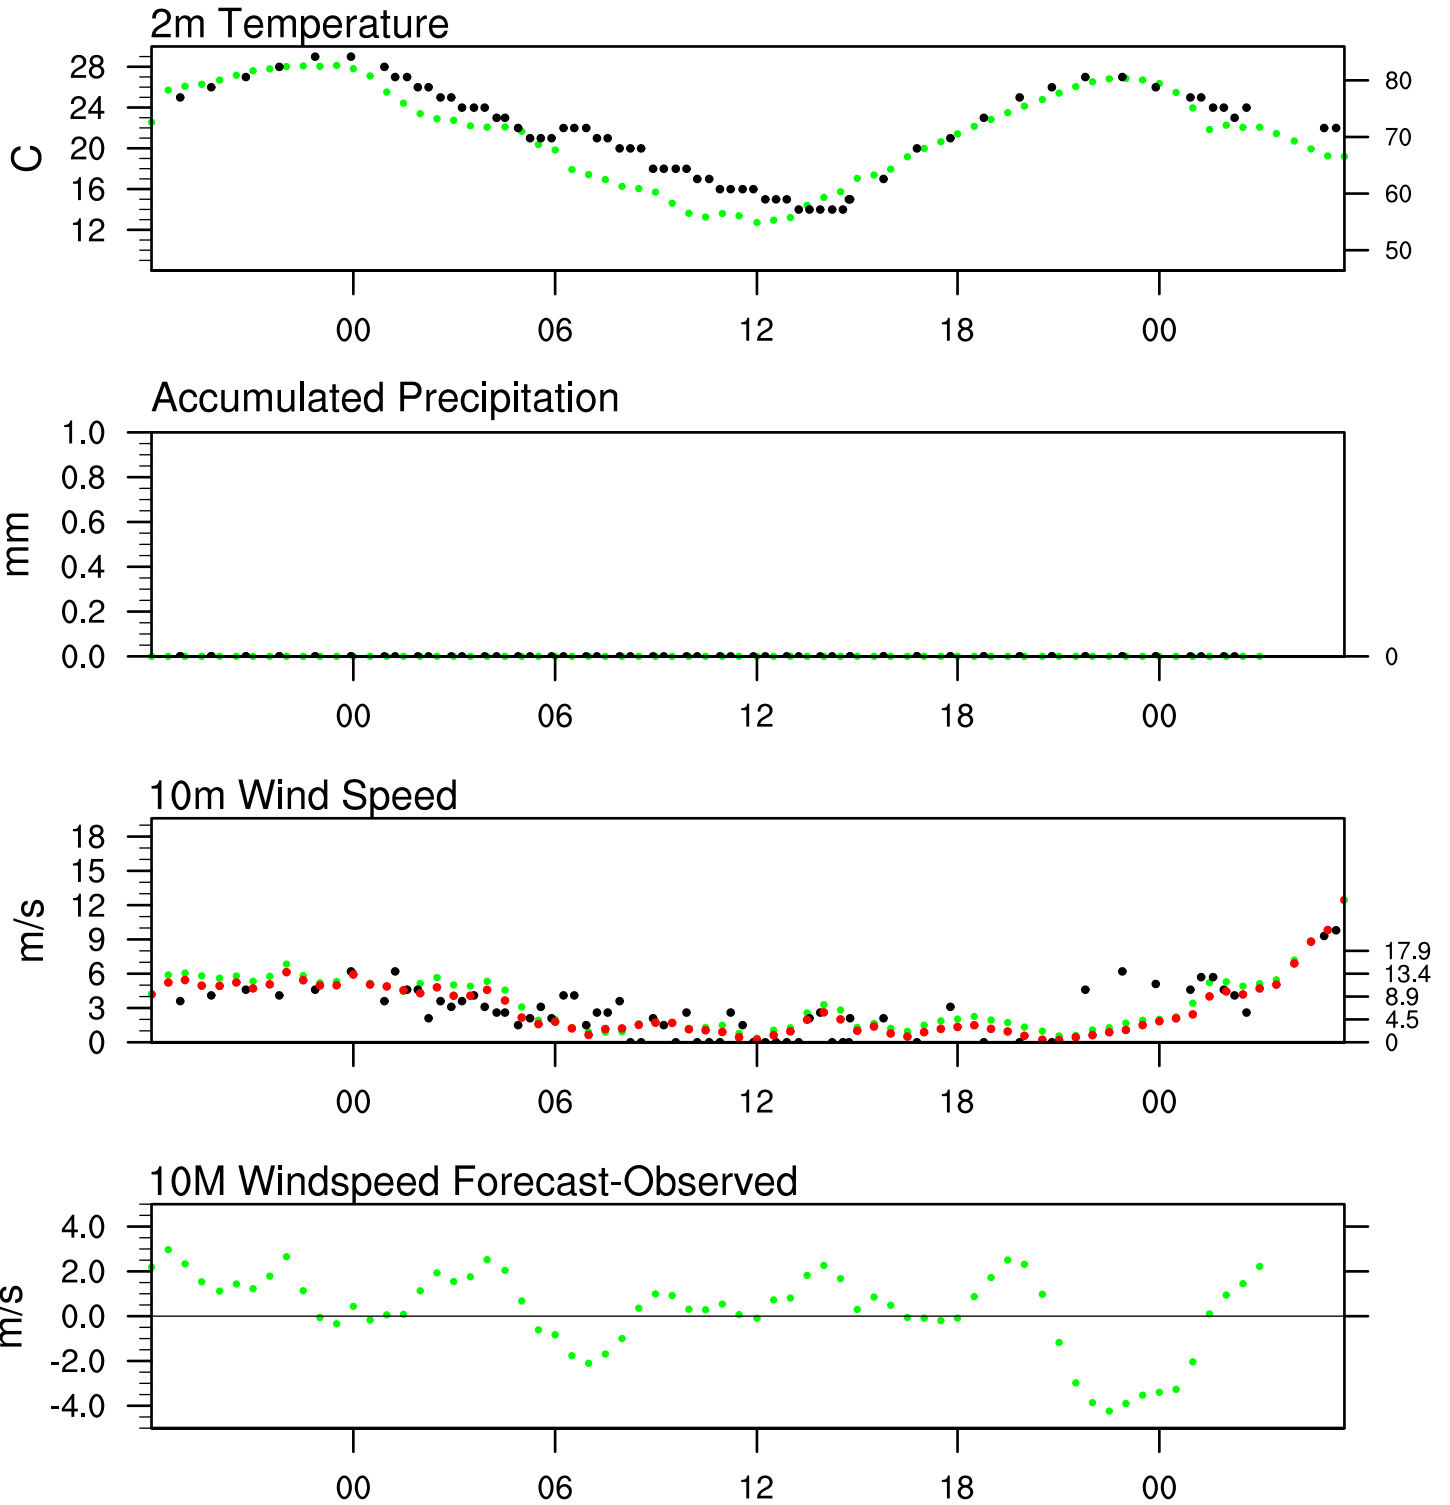 2m Temperature
28
24
20
16
12
C
80
70
60
50
00 06 12 18 00
Accumulated Precipitation
1.0
0.8
0.6
0.4
0.2
0.0
mm
0
00 06 12 18 00
10m Wind Speed
18
15
12
9
6
3
0
m/s
17.9
13.4
8.9
4.5
0
00 06 12 18 00
10M Windspeed Forecast-Observed
4.0
2.0
0.0
-2.0
-4.0
m/s
00 06 12 18 00